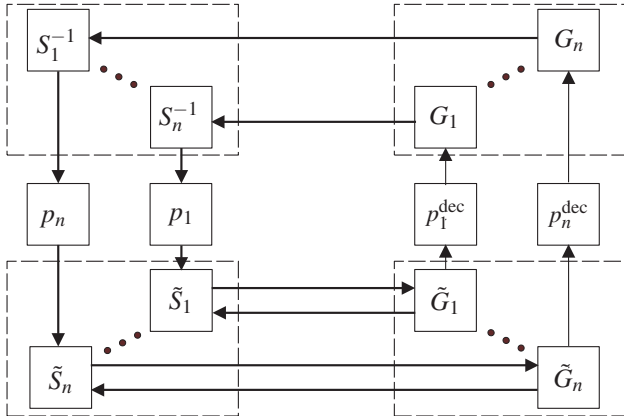 S_1^{-1} G_n
S_n^{-1} G_1
p_n p_1 p_1^{dec} p_n^{dec}
S̃_1 G̃_1
S̃_n G̃_n